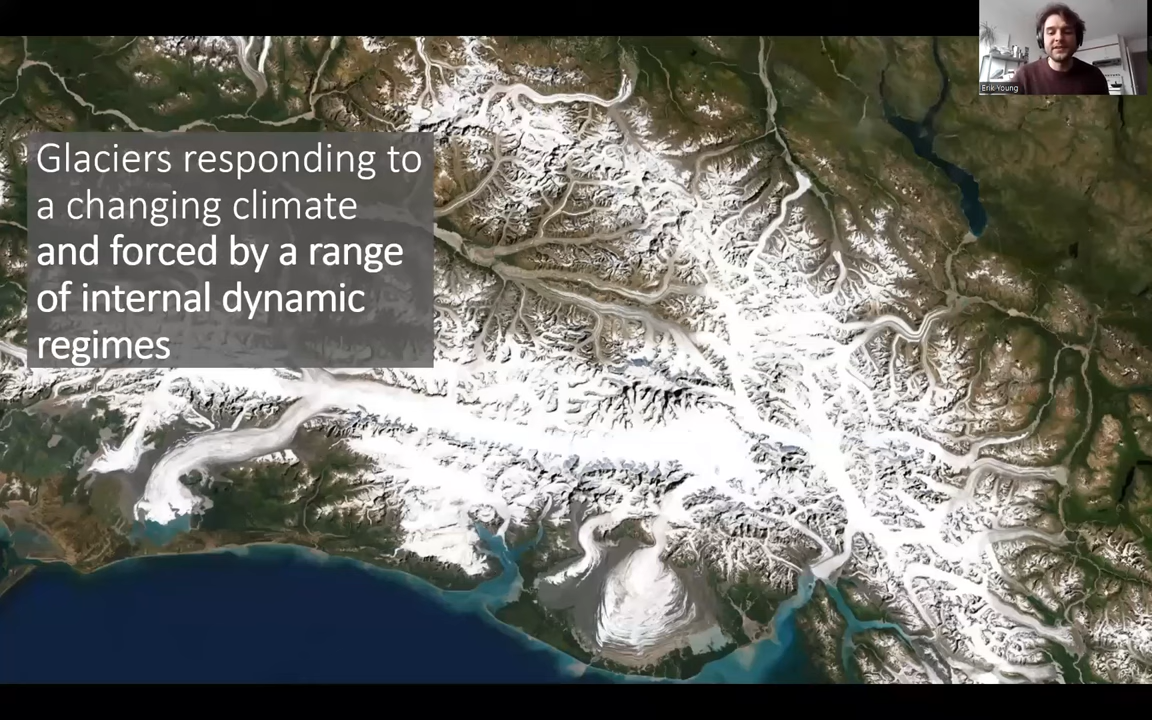 Erik Young
Glaciers responding to
a changing climate
and forced by a range
of internal dynamic
regimes